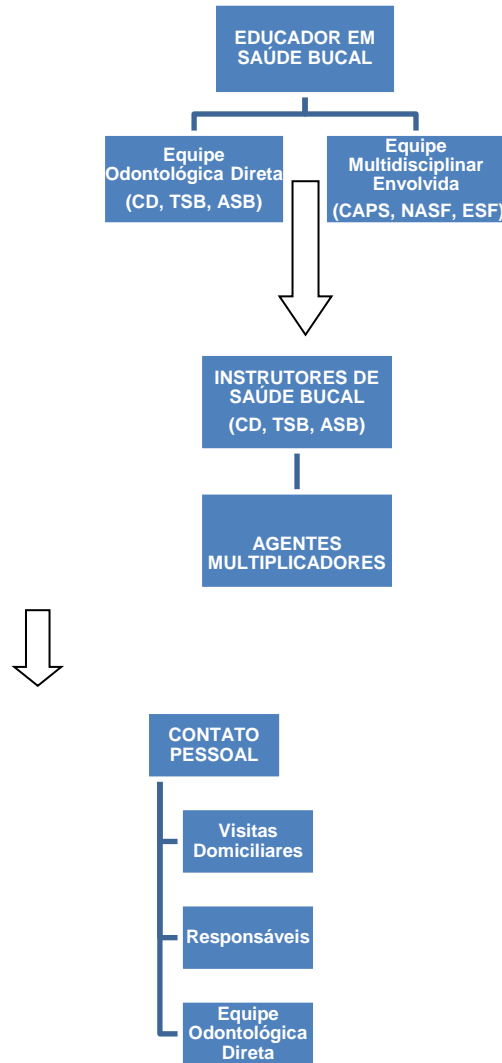 EDUCADOR EM
SAÚDE BUCAL
Equipe
Odontológica Direta
(CD, TSB, ASB)
Equipe
Multidisciplinar
Envolvida
(CAPS, NASF, ESF)
INSTRUTORES DE
SAÚDE BUCAL
(CD, TSB, ASB)
AGENTES
MULTIPLICADORES
CONTATO
PESSOAL
Visitas
Domiciliares
Responsáveis
Equipe
Odontológica
Direta